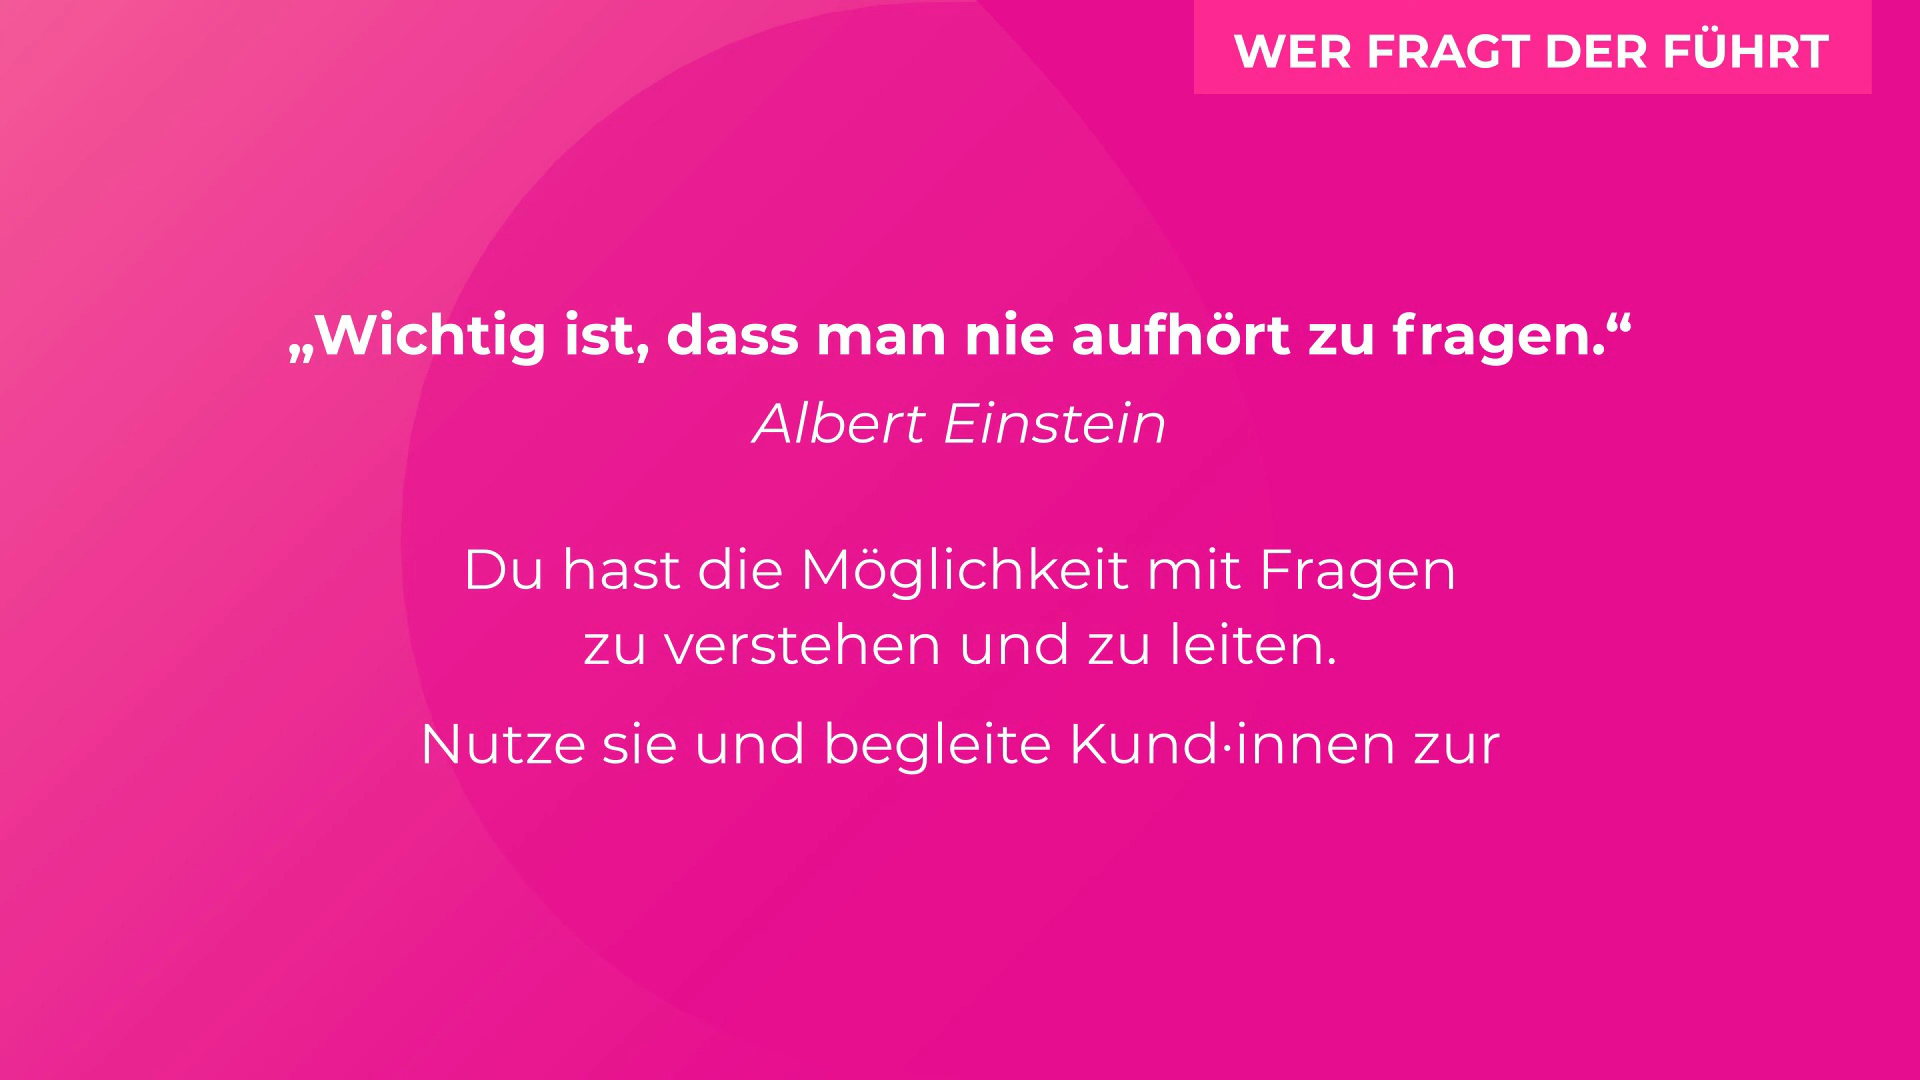 WER FRAGT DER FÜHRT
„Wichtig ist, dass man nie aufhört zu fragen.“
Albert Einstein
Du hast die Möglichkeit mit Fragen
zu verstehen und zu leiten.
Nutze sie und begleite Kund·innen zur